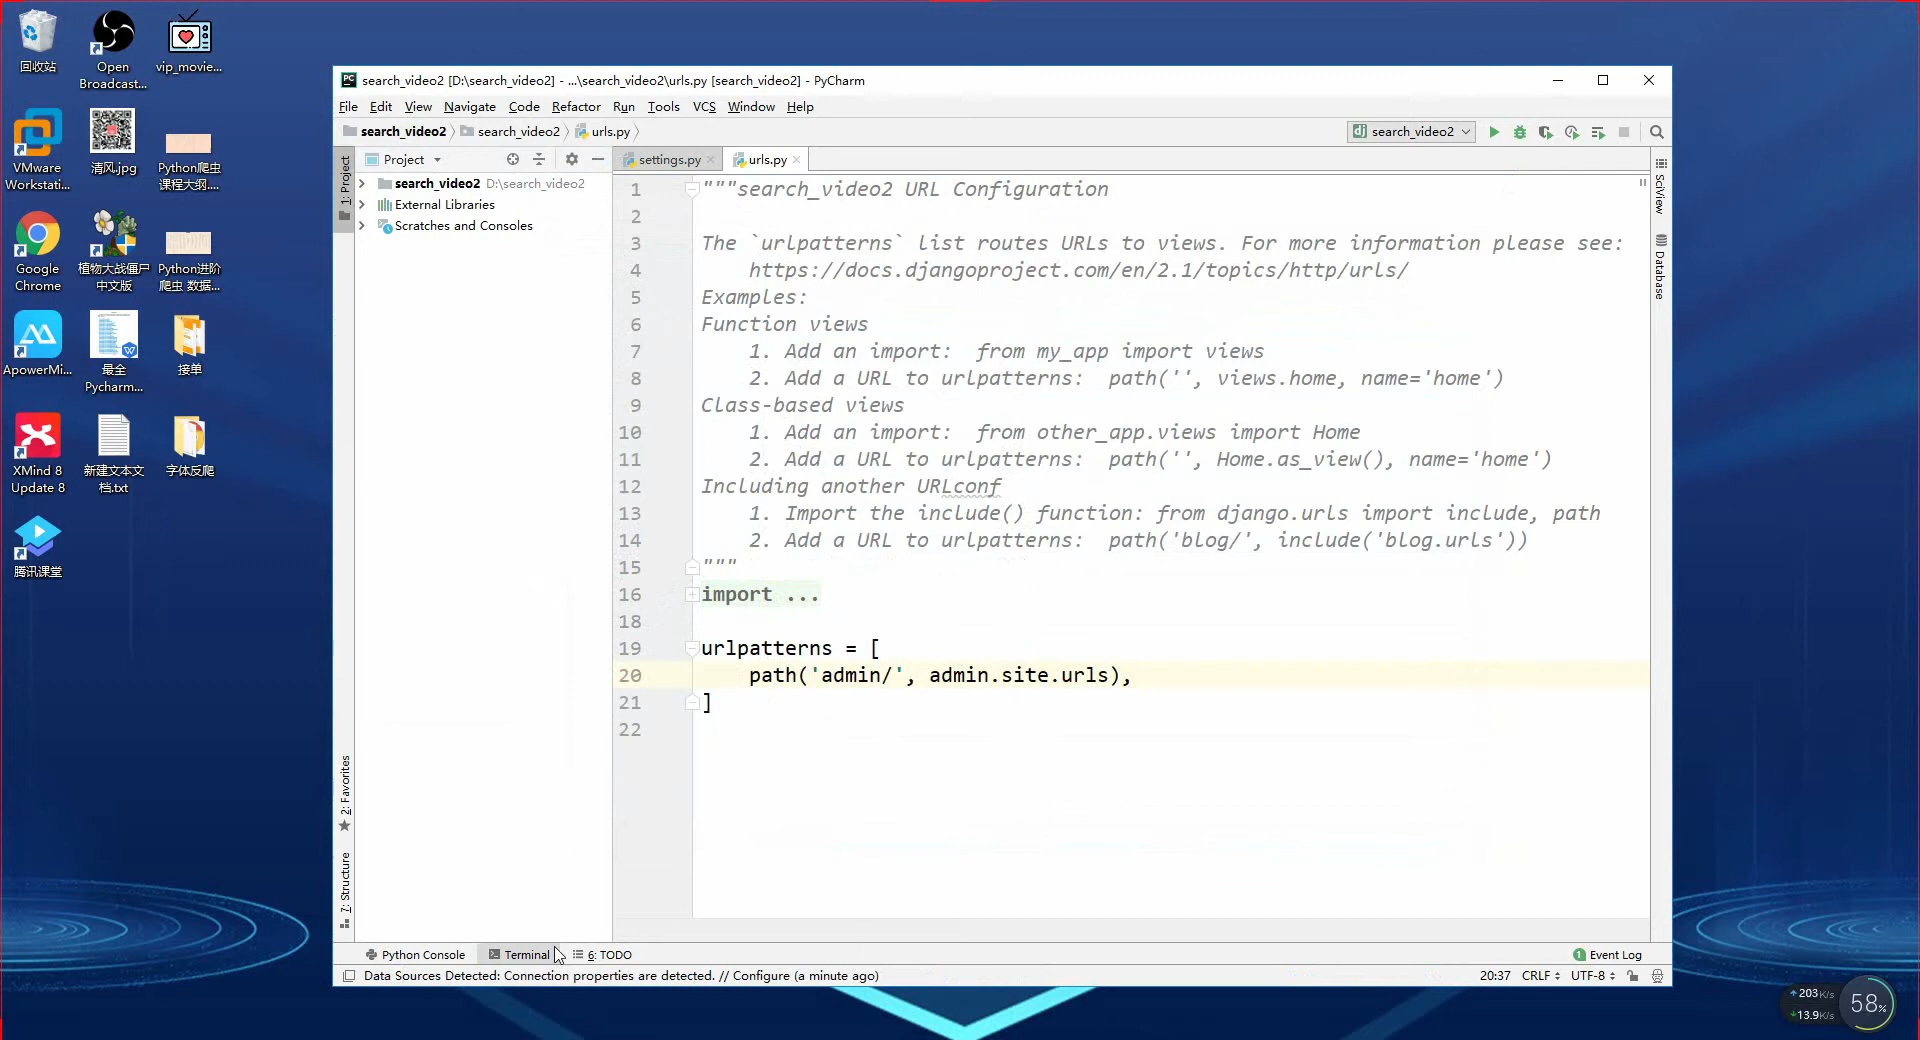 回收站
Open Broadcast...
vip_movie...
VMware Workstati...
清风.jpg
Python爬虫
课程大纲....
Google Chrome
植物大战僵尸
中文版
Python进阶
爬虫 数据...
ApowerMi...
最全
Pycharm...
接单
XMind 8
Update 8
新建文本文
档.txt
字体反爬
腾讯课堂
search_video2 [D:\search_video2] - ...\search_video2\urls.py [search_video2] - PyCharm
File Edit View Navigate Code Refactor Run Tools VCS Window Help
search_video2 search_video2 urls.py
search_video2
Project
settings.py urls.py
search_video2 D:\search_video2
External Libraries
Scratches and Consoles
1: Project
2: Favorites
7: Structure
1 """search_video2 URL Configuration
2
3 The `urlpatterns` list routes URLs to views. For more information please see:
4 https://docs.djangoproject.com/en/2.1/topics/http/urls/
5 Examples:
6 Function views
7 1. Add an import:  from my_app import views
8 2. Add a URL to urlpatterns:  path('', views.home, name='home')
9 Class-based views
10 1. Add an import:  from other_app.views import Home
11 2. Add a URL to urlpatterns:  path('', Home.as_view(), name='home')
12 Including another URLconf
13 1. Import the include() function: from django.urls import include, path
14 2. Add a URL to urlpatterns:  path('blog/', include('blog.urls'))
15 """
16 import ...
18
19 urlpatterns = [
20 path('admin/', admin.site.urls),
21 ]
22
SciView
Database
Python Console Terminal 6: TODO
1 Event Log
Data Sources Detected: Connection properties are detected. // Configure (a minute ago)
20:37 CRLF UTF-8
203 K/s
13.9K/s
58%